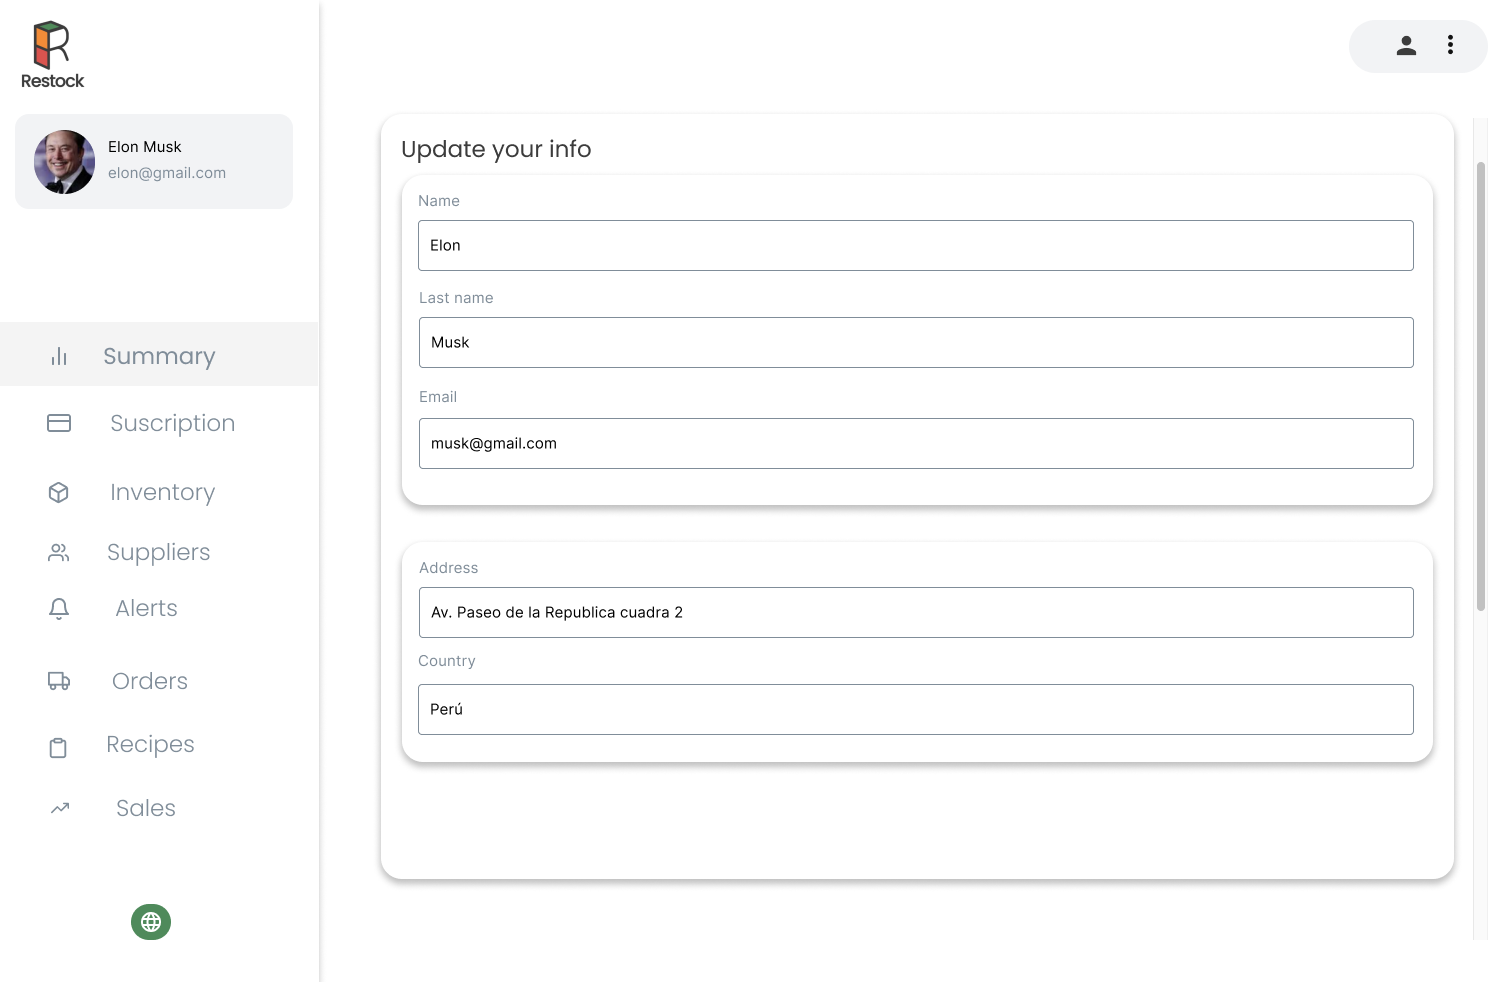 Restock
Elon Musk
elon@gmail.com
Summary
Suscription
Inventory
Suppliers
Alerts
Orders
Recipes
Sales
Update your info
Name
Elon
Last name
Musk
Email
musk@gmail.com
Address
Av. Paseo de la Republica cuadra 2
Country
Perú